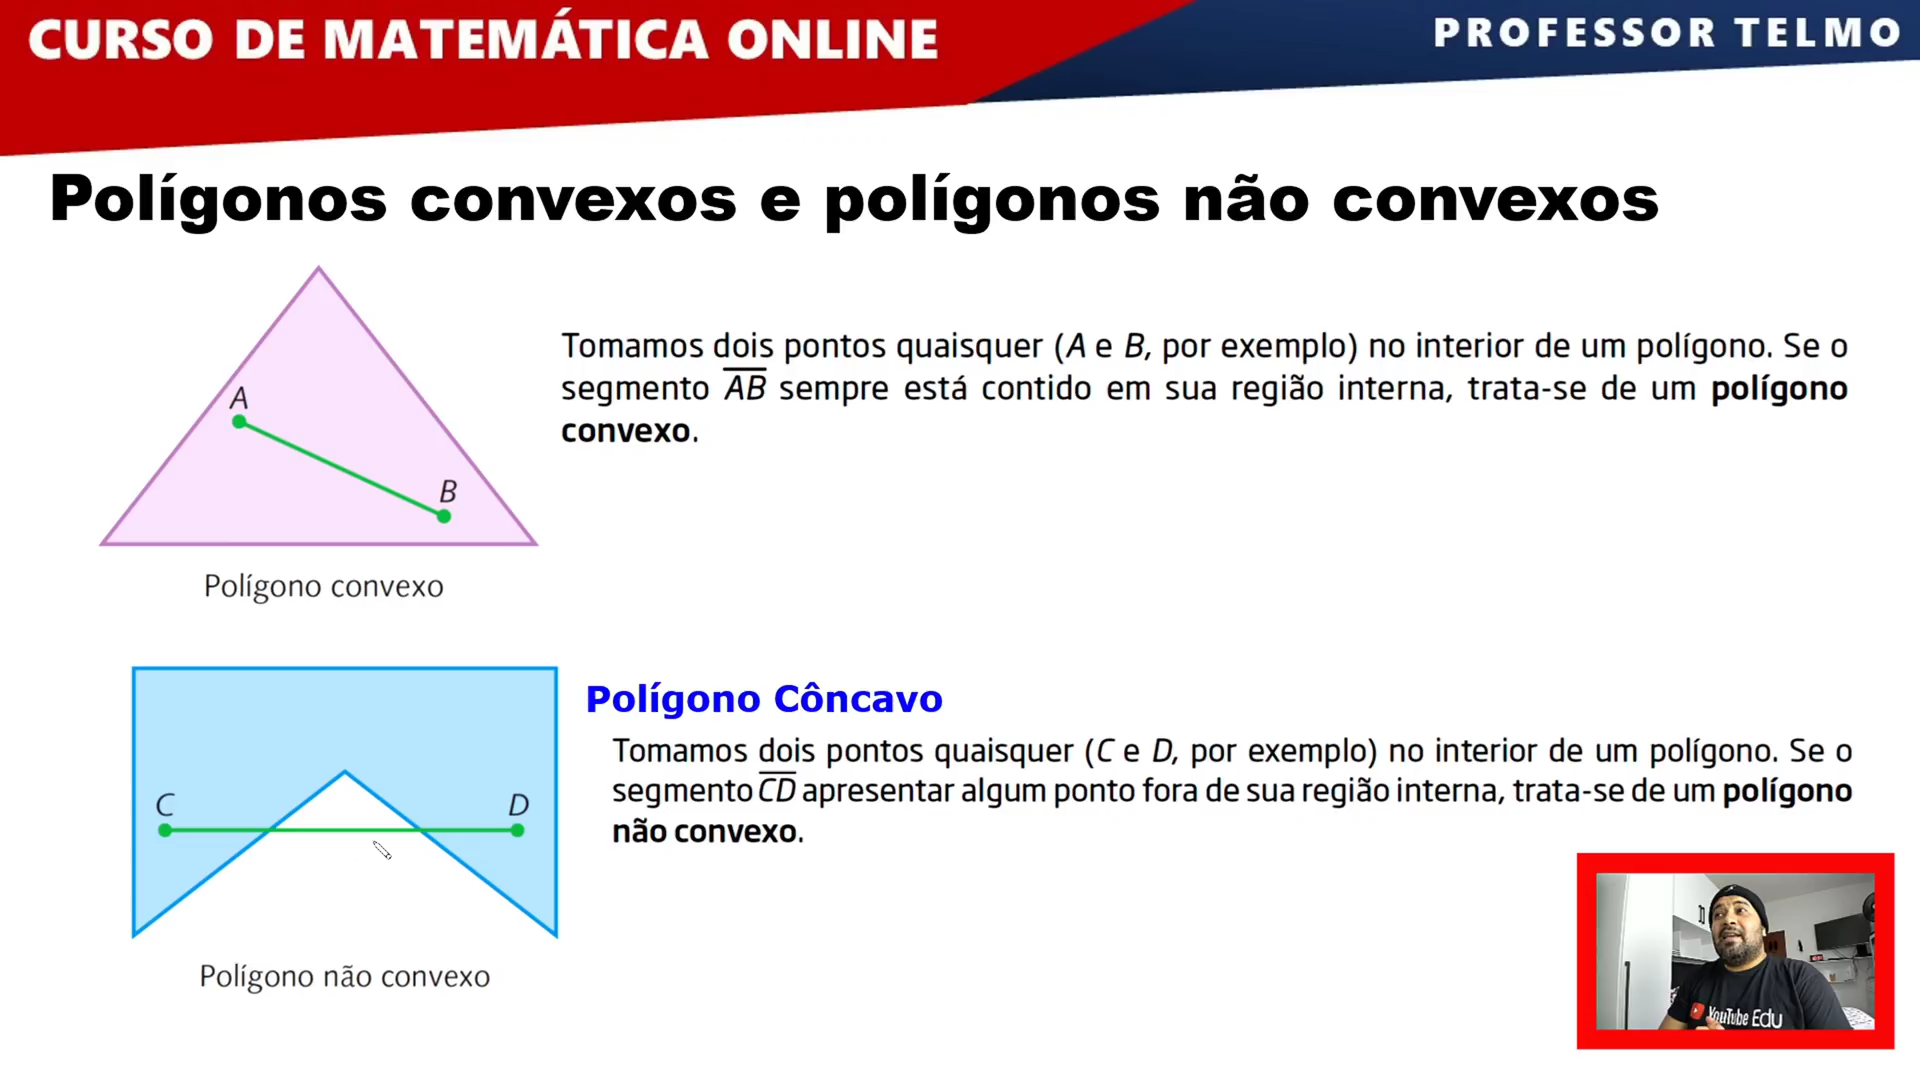 CURSO DE MATEMÁTICA ONLINE
PROFESSOR TELMO
Polígonos convexos e polígonos não convexos
A
B
Polígono convexo
Tomamos dois pontos quaisquer (A e B, por exemplo) no interior de um polígono. Se o
segmento AB sempre está contido em sua região interna, trata-se de um polígono
convexo.
C
D
Polígono não convexo
Polígono Côncavo
Tomamos dois pontos quaisquer (C e D, por exemplo) no interior de um polígono. Se o
segmento CD apresentar algum ponto fora de sua região interna, trata-se de um polígono
não convexo.
YouTube Edu